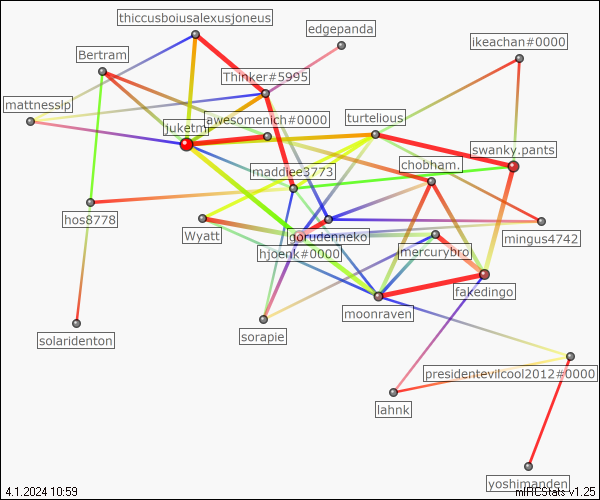 thiccusboiusalexusjoneus
edgepanda
ikeachan#0000
Bertram
Thinker#5995
mattnesslp
juketm
awesomenich#0000
turtelious
swanky.pants
chobham.
maddiee3773
hos8778
Wyatt
gordenneko
mingus4742
hjoenk#0000
mercurybro
fakedingo
moonraven
solaridenton
sorapie
presidentevilcool2012#0000
lahnk
yoshimanden
4.1.2024 10:59
mIRCStats v1.25